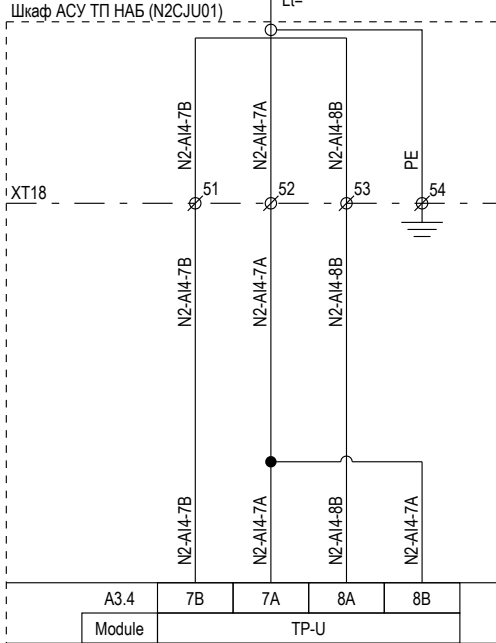 Lt=
Шкаф АСУ ТП НАБ (N2CJU01)
N2-AI4-7B
N2-AI4-7A
N2-AI4-8B
PE
XT18
51
52
53
54
N2-AI4-7B
N2-AI4-7A
N2-AI4-8B
N2-AI4-7B
N2-AI4-7A
N2-AI4-8B
N2-AI4-7A
A3.4 7B 7A 8A 8B
Module TP-U